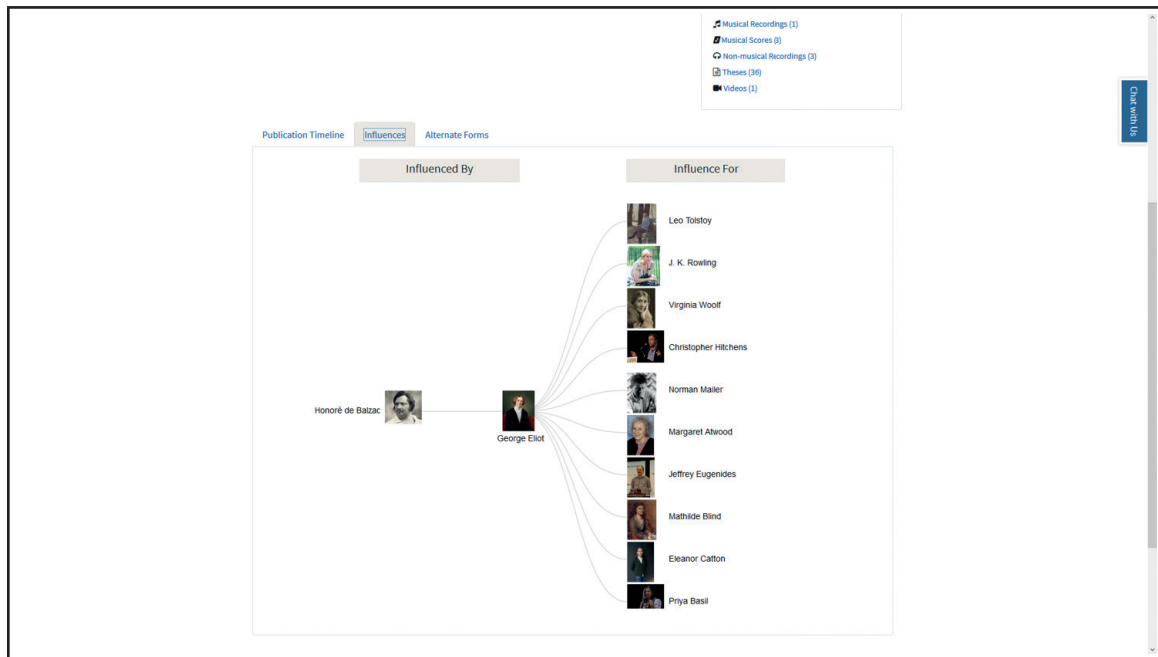 Musical Recordings (1)
Musical Scores (3)
Non-musical Recordings (3)
Theses (36)
Videos (1)
Chat with Us
Publication Timeline
Influences
Alternate Forms
Influenced By
Influence For
Leo Tolstoy
J. K. Rowling
Virginia Woolf
Christopher Hitchens
Norman Mailer
Honoré de Balzac
George Eliot
Margaret Atwood
Jeffrey Eugenides
Mathilde Blind
Eleanor Catton
Priya Basil